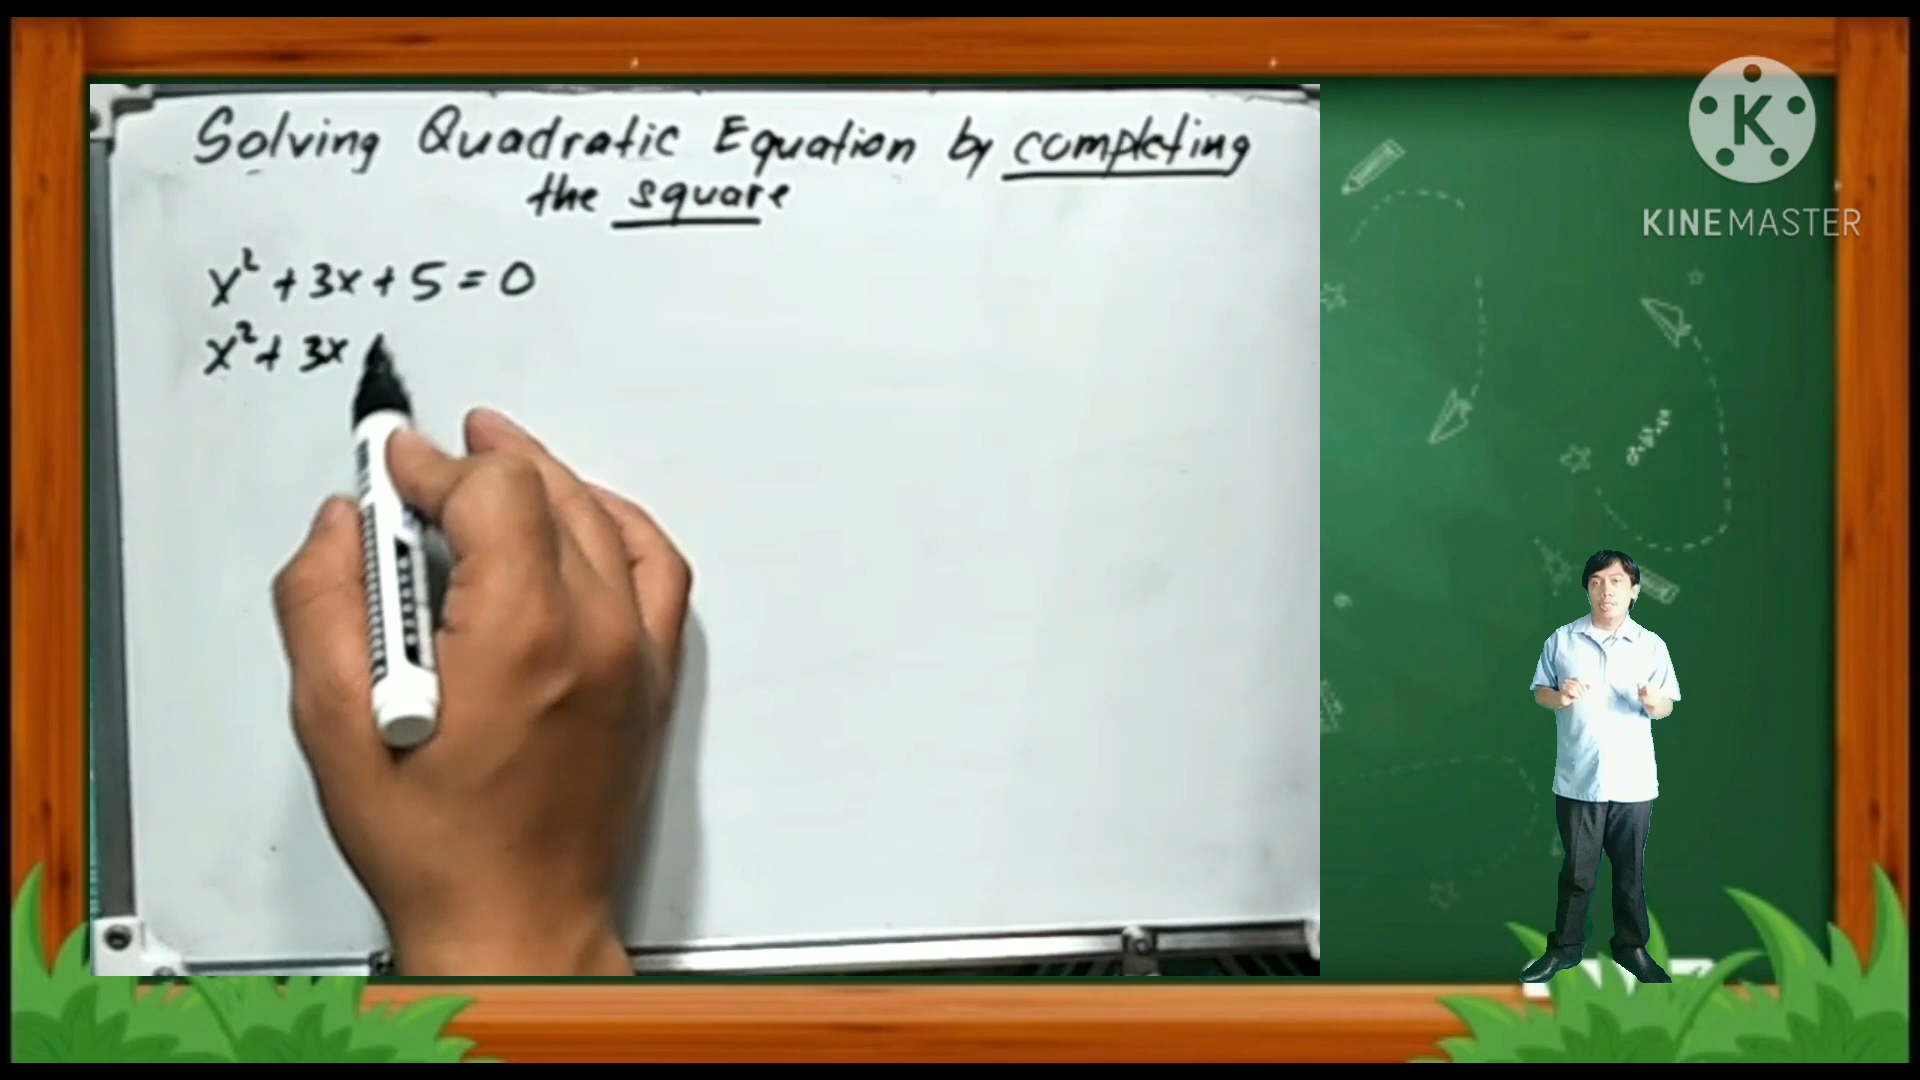 Solving Quadratic Equation by completing
the square
x² + 3x + 5 = 0
x² + 3x
K
KINEMASTER